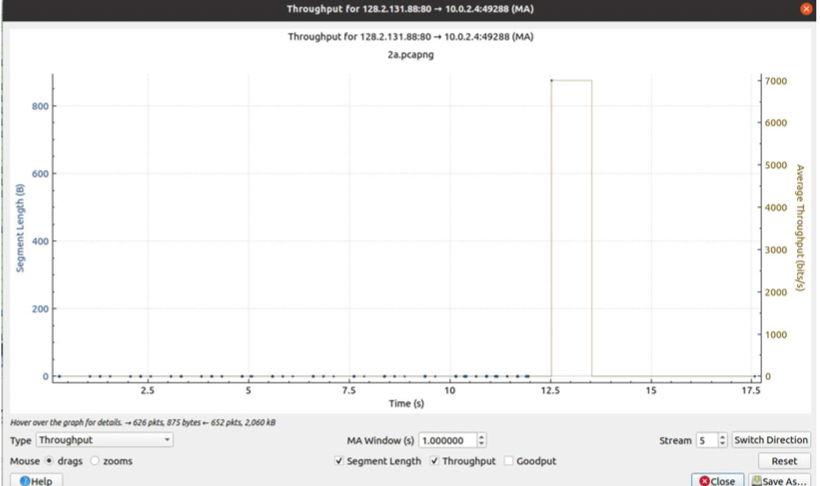 Throughput for 128.2.131.88:80 → 10.0.2.4:49288 (MA)
Throughput for 128.2.131.88:80 → 10.0.2.4:49288 (MA)
2a.pcapng
800
600
400
200
0
Segment Length (B)
7000
6000
5000
4000
3000
2000
1000
0
Average Throughput (bits/s)
2.5
5
7.5
10
12.5
15
17.5
Time (s)
Hover over the graph for details. → 626 pkts, 875 bytes ← 652 pkts, 2,060 kB
Type Throughput MA Window (s) 1.000000 Stream 5 Switch Direction
Mouse drags zooms Segment Length Throughput Goodput Reset
Help Close Save As...